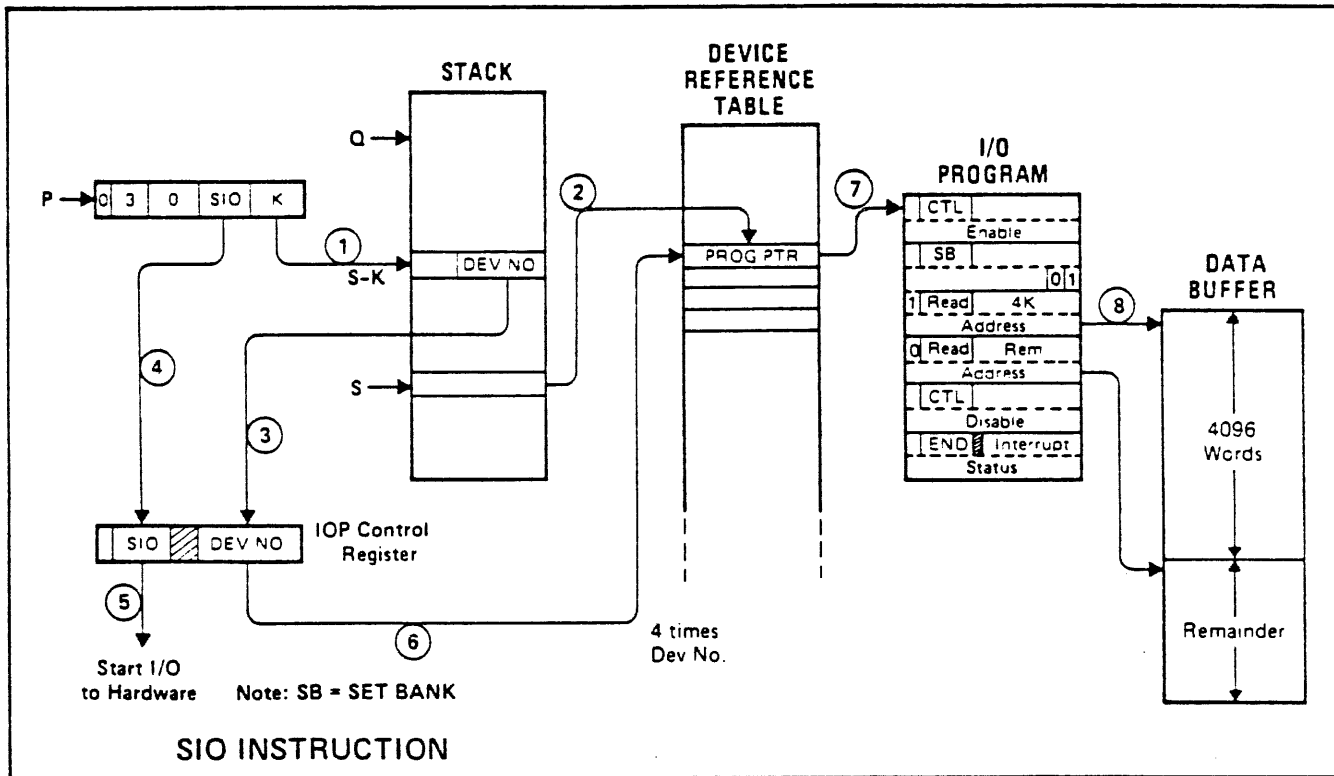 STACK
DEVICE
REFERENCE
TABLE
Q
I/O
PROGRAM
P
0 3 0 SIO K
1
2
7
CTL
Enable
SB
0 1
1 Read 4K
Address
0 Read Rem
Address
CTL
Disable
END Interrupt
Status
S-K
DEV NO
PROG PTR
DATA
BUFFER
8
4
S
3
4096
Words
SIO DEV NO
IOP Control
Register
5
6
4 times
Dev No.
Remainder
Start I/O
to Hardware
Note: SB = SET BANK
SIO INSTRUCTION